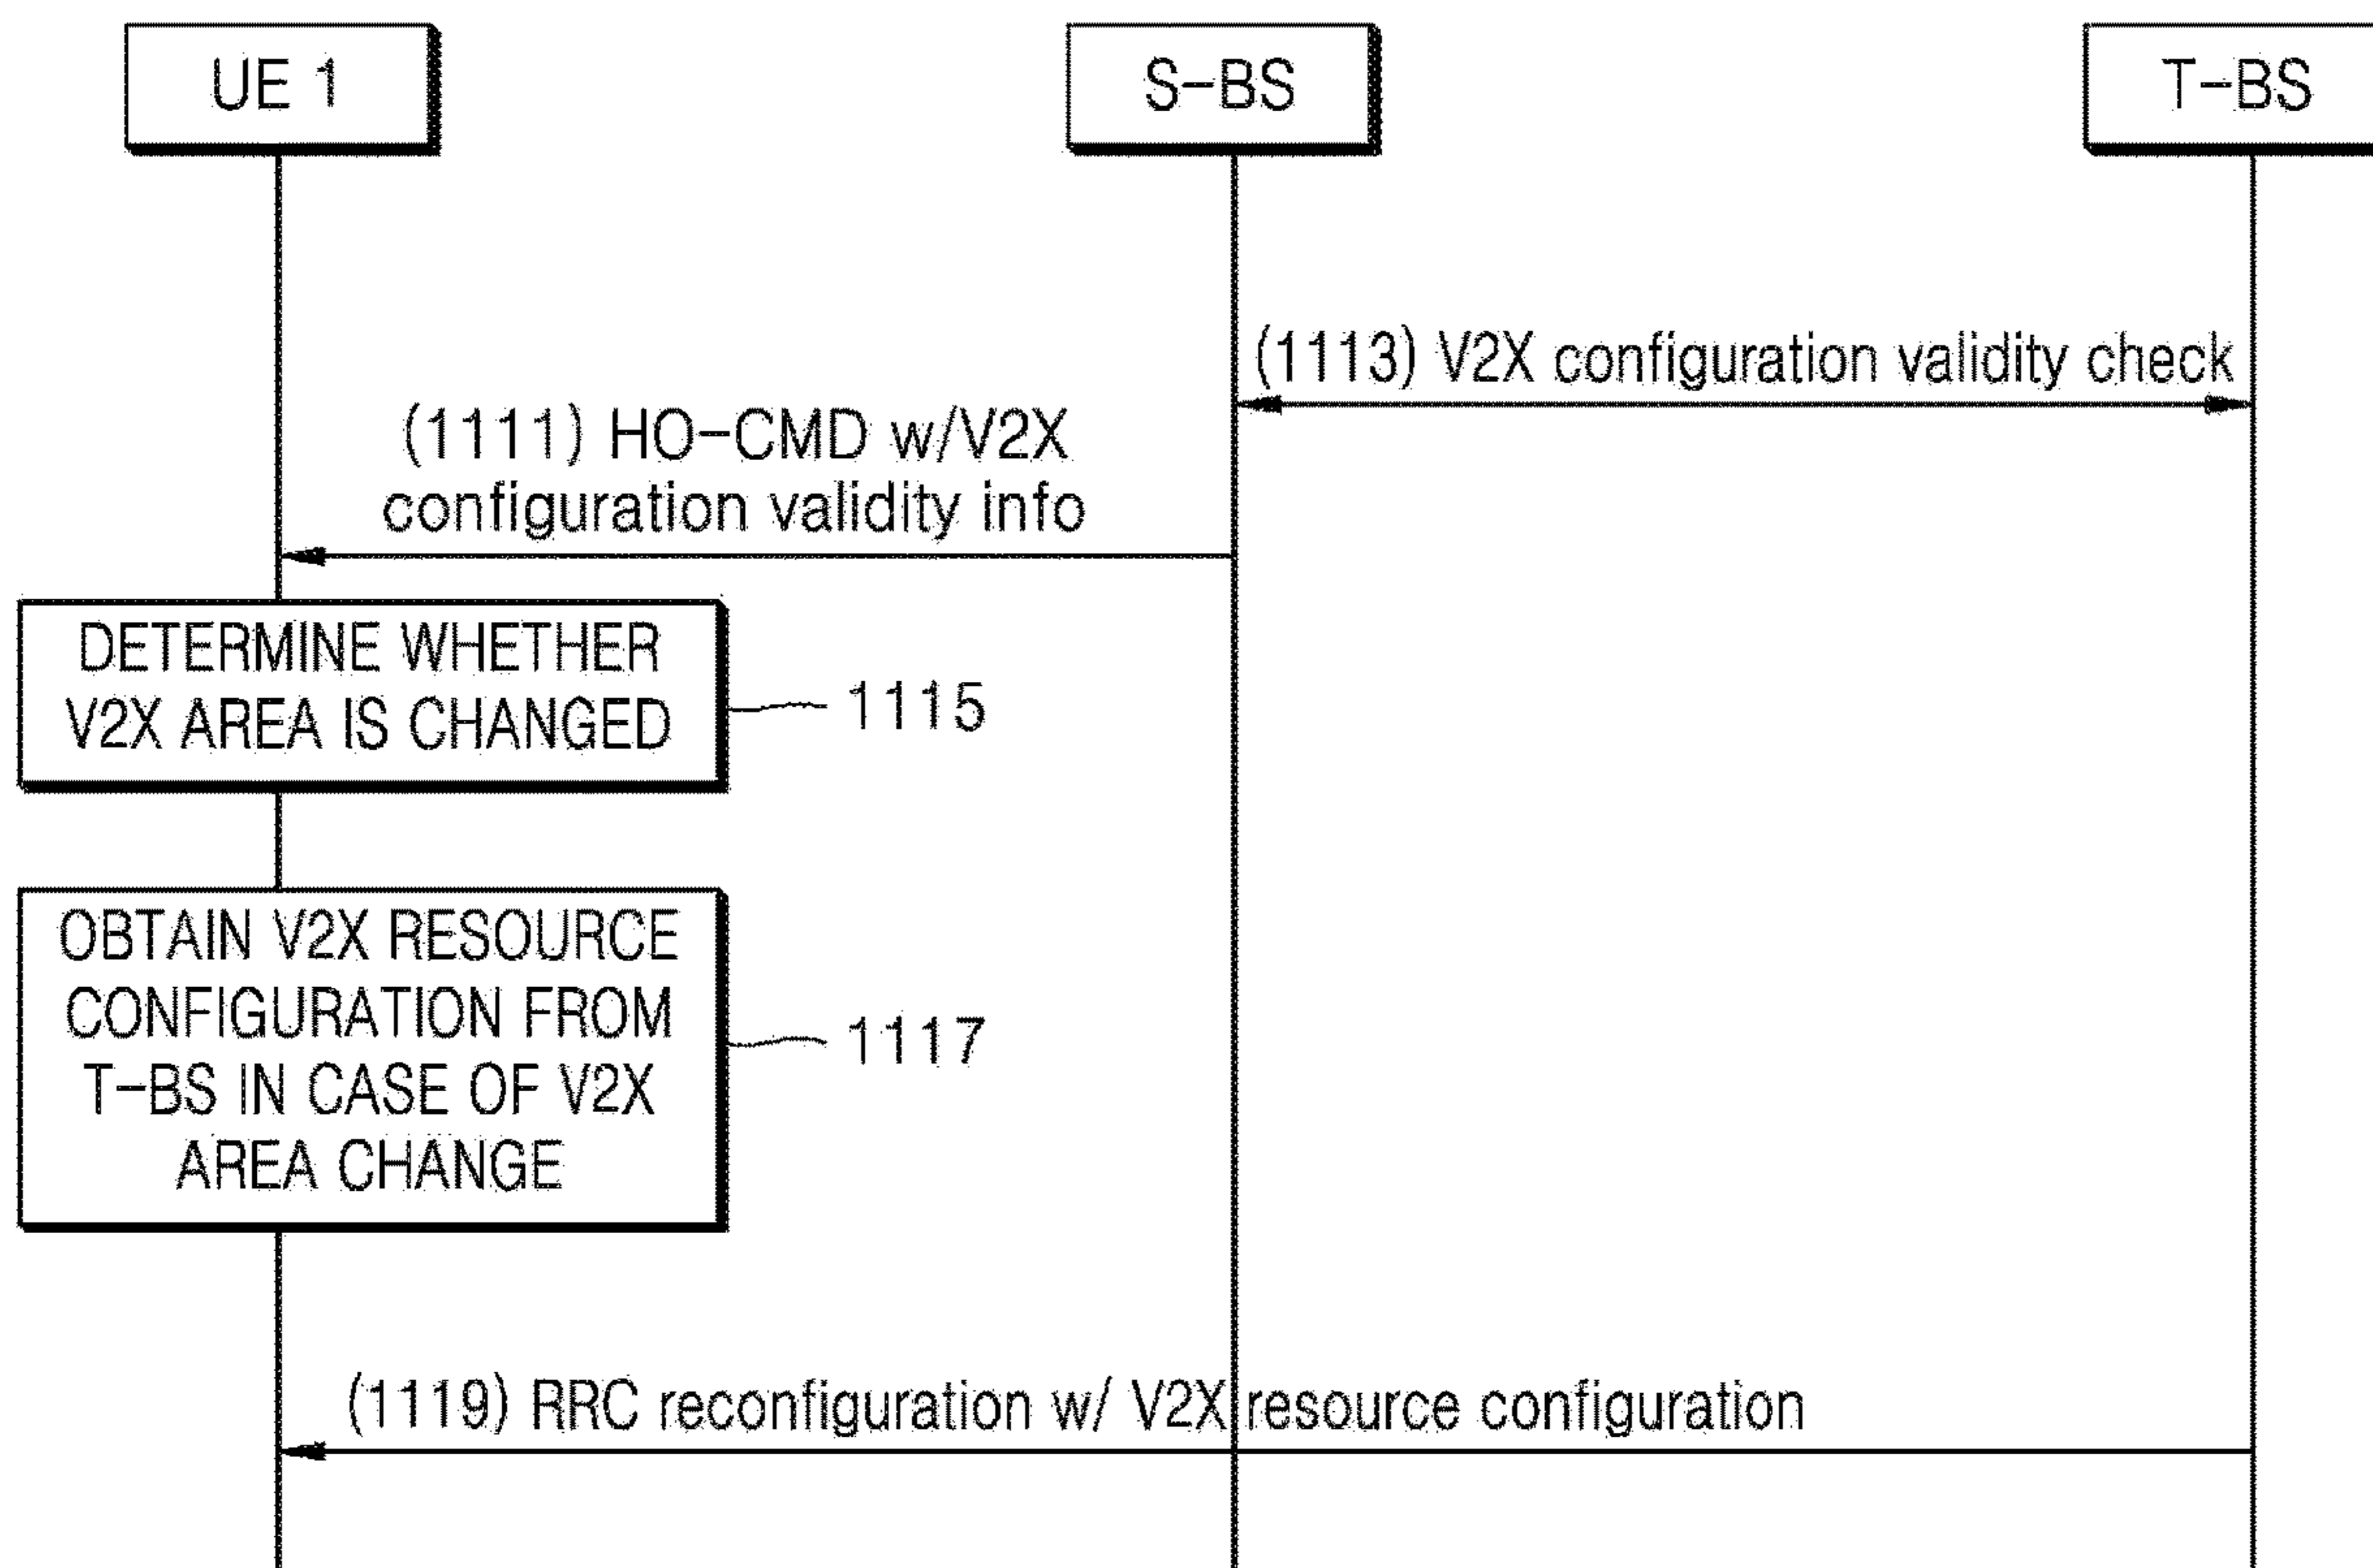 UE 1
S-BS
T-BS
(1113) V2X configuration validity check
(1111) HO-CMD w/V2X
configuration validity info
DETERMINE WHETHER
V2X AREA IS CHANGED
1115
OBTAIN V2X RESOURCE
CONFIGURATION FROM
T-BS IN CASE OF V2X
AREA CHANGE
1117
(1119) RRC reconfiguration w/ V2X resource configuration